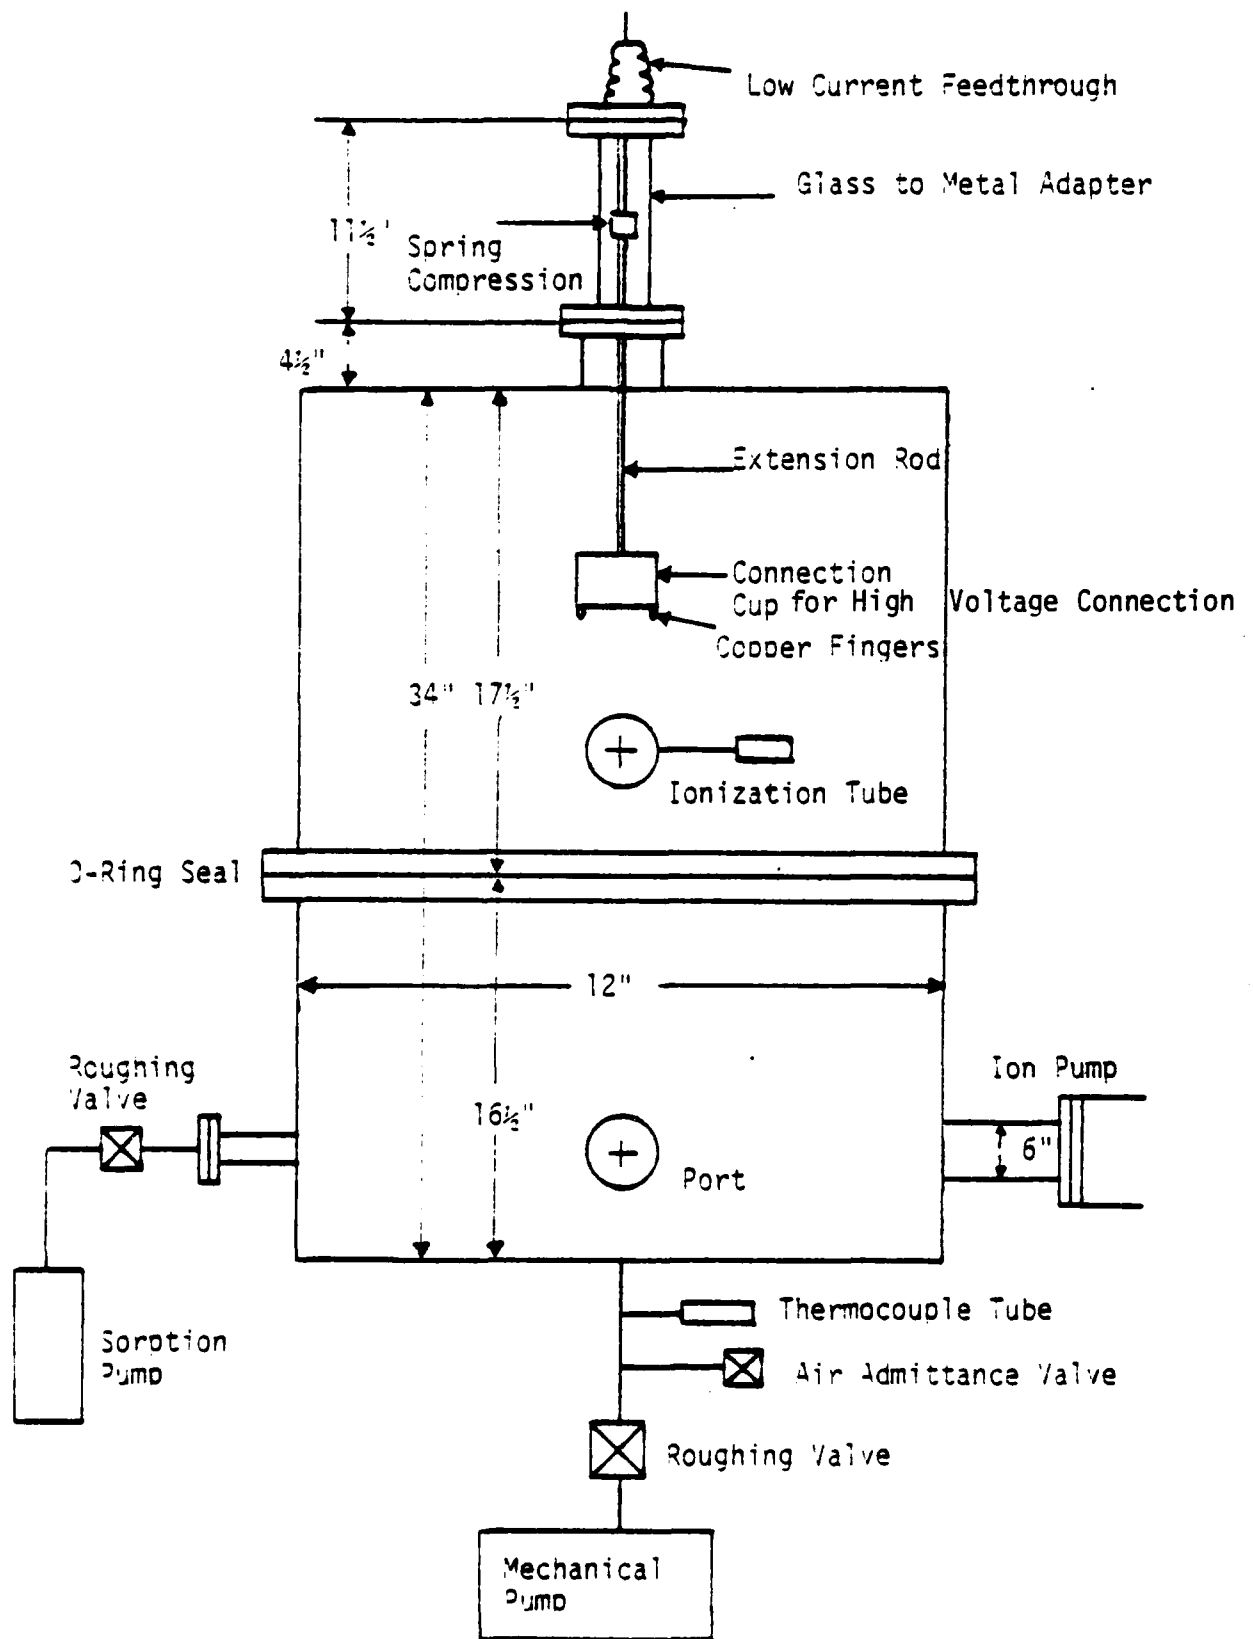 Low Current Feedthrough
Glass to Metal Adapter
11½"
Spring
Compression
4½"
Extension Rod
Connection
Cup for High Voltage Connection
Copper Fingers
34" 17½"
Ionization Tube
O-Ring Seal
12"
Roughing
Valve
Ion Pump
16½"
6"
Port
Thermocouple Tube
Sorption
Pump
Air Admittance Valve
Roughing Valve
Mechanical
Pump